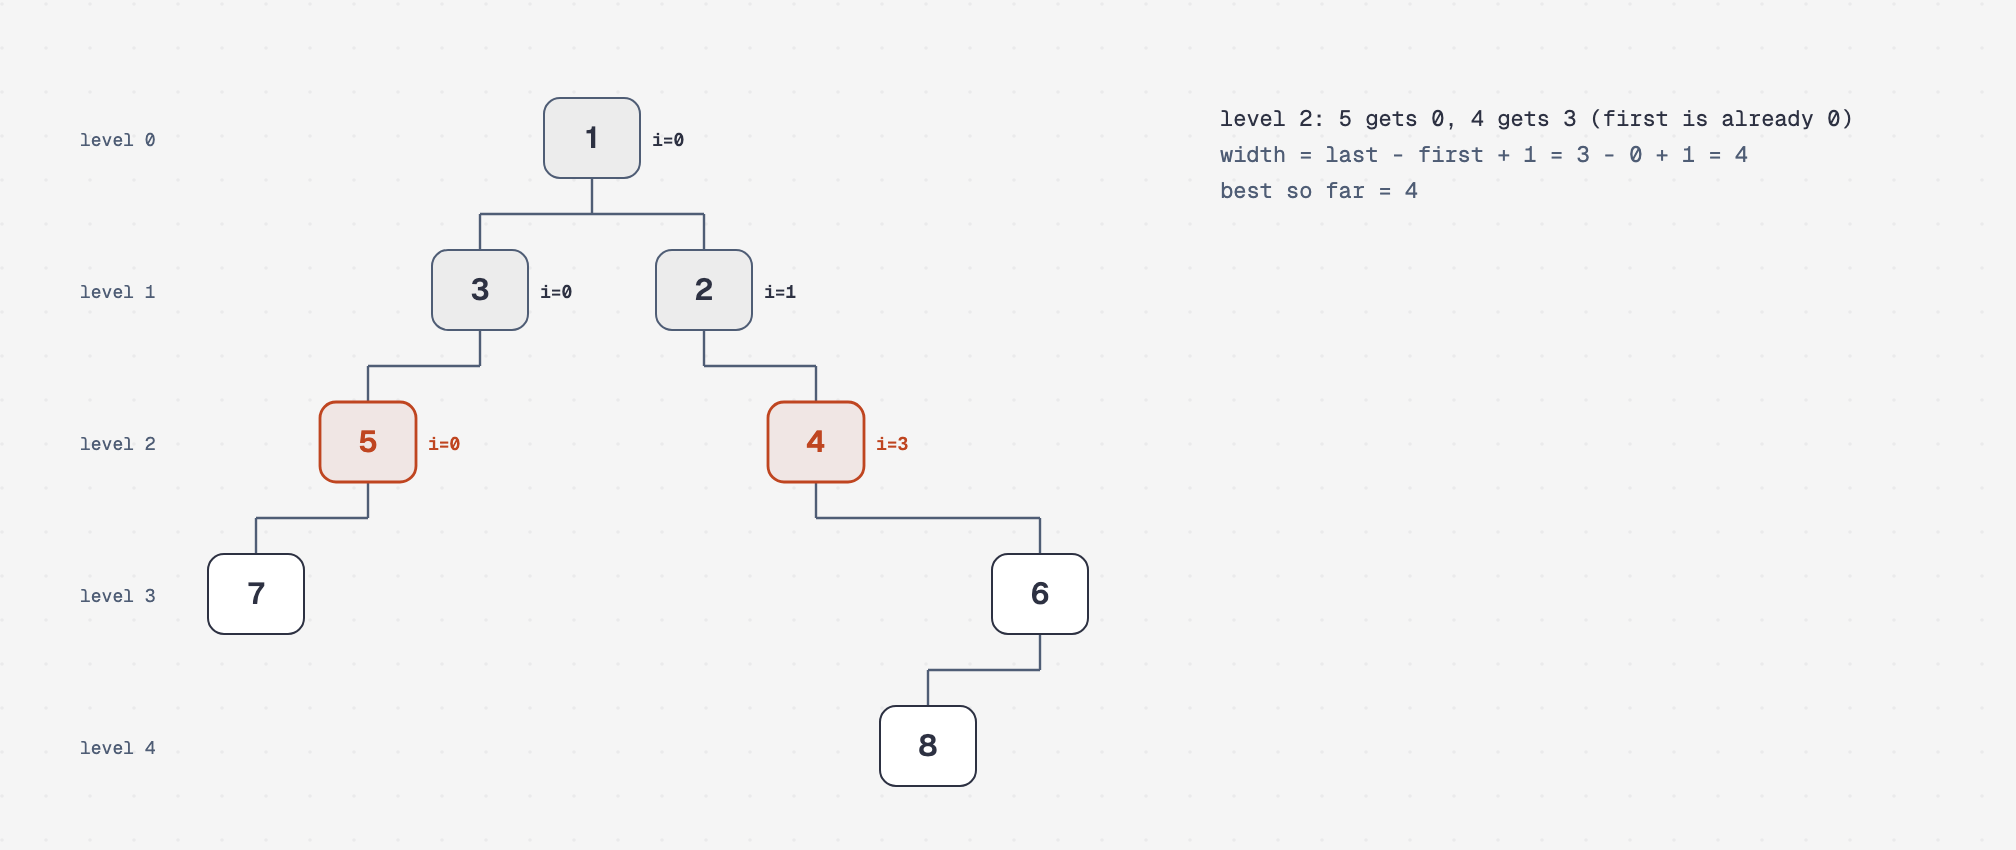 level 2: 5 gets 0, 4 gets 3 (first is already 0)
width = last - first + 1 = 3 - 0 + 1 = 4
best so far = 4
level 0
1
i=0
level 1
3
i=0
2
i=1
level 2
5
i=0
4
i=3
level 3
7
6
level 4
8